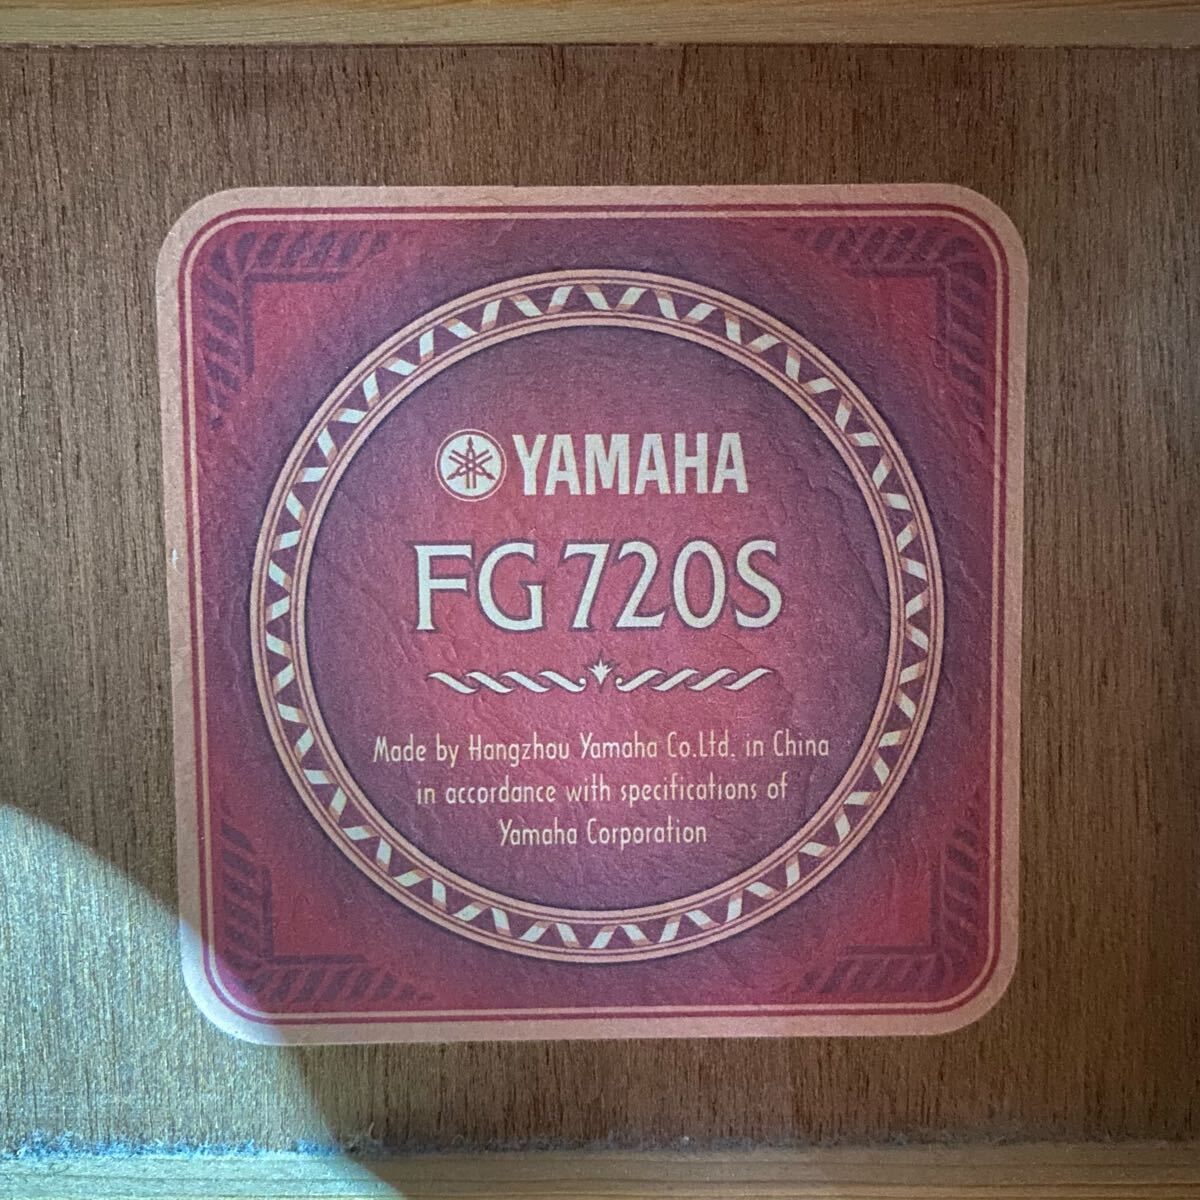 YAMAHA
FG720S
Made by Hangzhou Yamaha Co.Ltd. in China
in accordance with specifications of
Yamaha Corporation